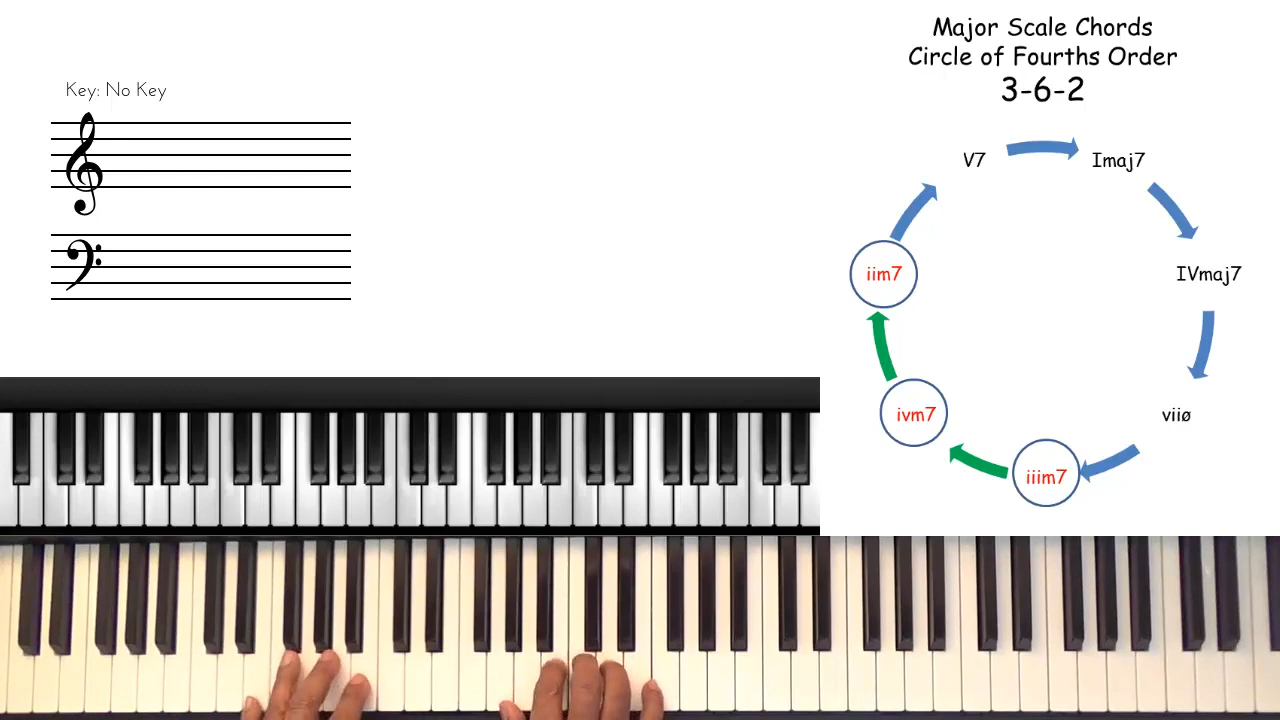 Major Scale Chords
Circle of Fourths Order
3-6-2
Key: No Key
V7
Imaj7
iim7
IVmaj7
ivm7
viiø
iiim7